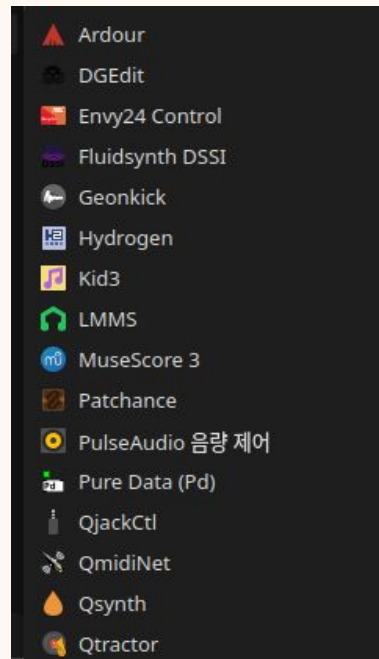 Ardour
DGEdit
Envy24 Control
Fluidsynth DSSI
Geonkick
Hydrogen
Kid3
LMMS
MuseScore 3
Patchance
PulseAudio 음량 제어
Pure Data (Pd)
QjackCtl
QmidiNet
Qsynth
Qtractor